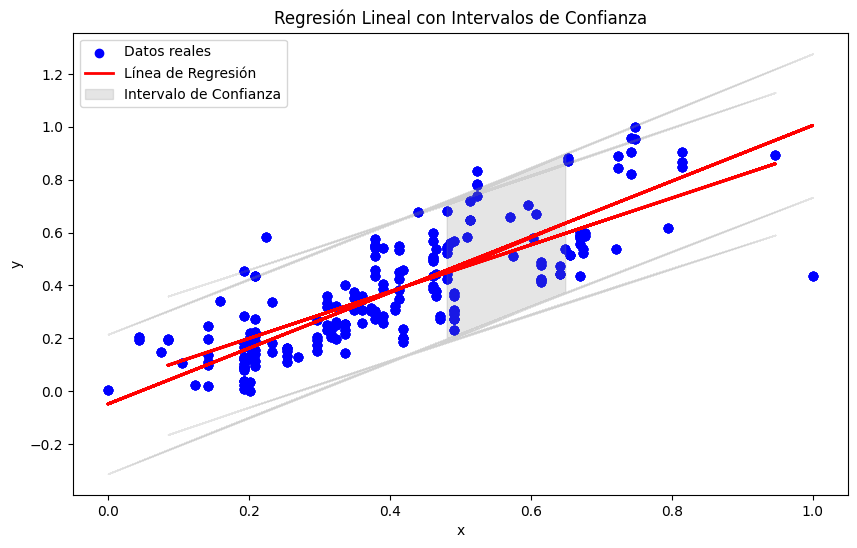 Regresión Lineal con Intervalos de Confianza
Datos reales
Línea de Regresión
Intervalo de Confianza
1.2
1.0
0.8
0.6
0.4
0.2
0.0
−0.2
y
0.0 0.2 0.4 0.6 0.8 1.0
x